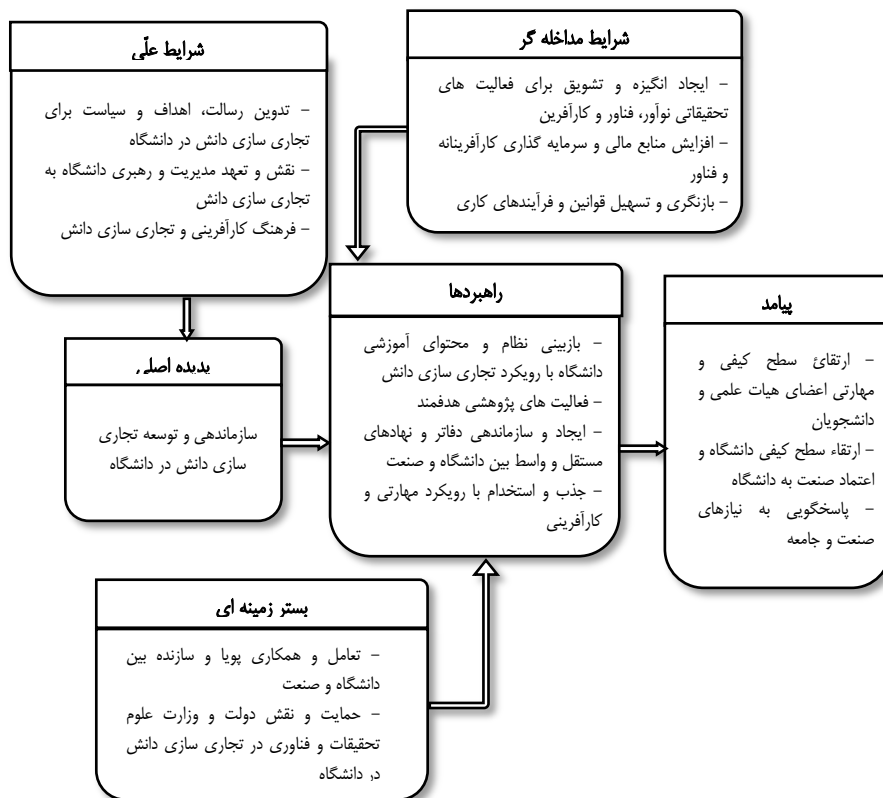 شرایط علّی
– تدوین رسالت، اهداف و سیاست برای
تجاری سازی دانش در دانشگاه
– نقش و تعهد مدیریت و رهبری دانشگاه به
تجاری سازی دانش
– فرهنگ کارآفرینی و تجاری سازی دانش
شرایط مداخله گر
– ایجاد انگیزه و تشویق برای فعالیت های
تحقیقاتی نوآور، فناور و کارآفرین
– افزایش منابع مالی و سرمایه گذاری کارآفرینانه
و فناور
– بازنگری و تسهیل قوانین و فرآیندهای کاری
پدیده اصلی
سازماندهی و توسعه تجاری
سازی دانش در دانشگاه
راهبردها
– بازبینی نظام و محتوای آموزشی
دانشگاه با رویکرد تجاری سازی دانش
– فعالیت های پژوهشی هدفمند
– ایجاد و سازماندهی دفاتر و نهادهای
مستقل و واسط بین دانشگاه و صنعت
– جذب و استخدام با رویکرد مهارتی و
کارآفرینی
پیامد
– ارتقائ سطح کیفی و
مهارتی اعضای هیات علمی و
دانشجویان
– ارتقاء سطح کیفی دانشگاه و
اعتماد صنعت به دانشگاه
– پاسخگویی به نیازهای
صنعت و جامعه
بستر زمینه ای
– تعامل و همکاری پویا و سازنده بین
دانشگاه و صنعت
– حمایت و نقش دولت و وزارت علوم
تحقیقات و فناوری در تجاری سازی دانش
در دانشگاه